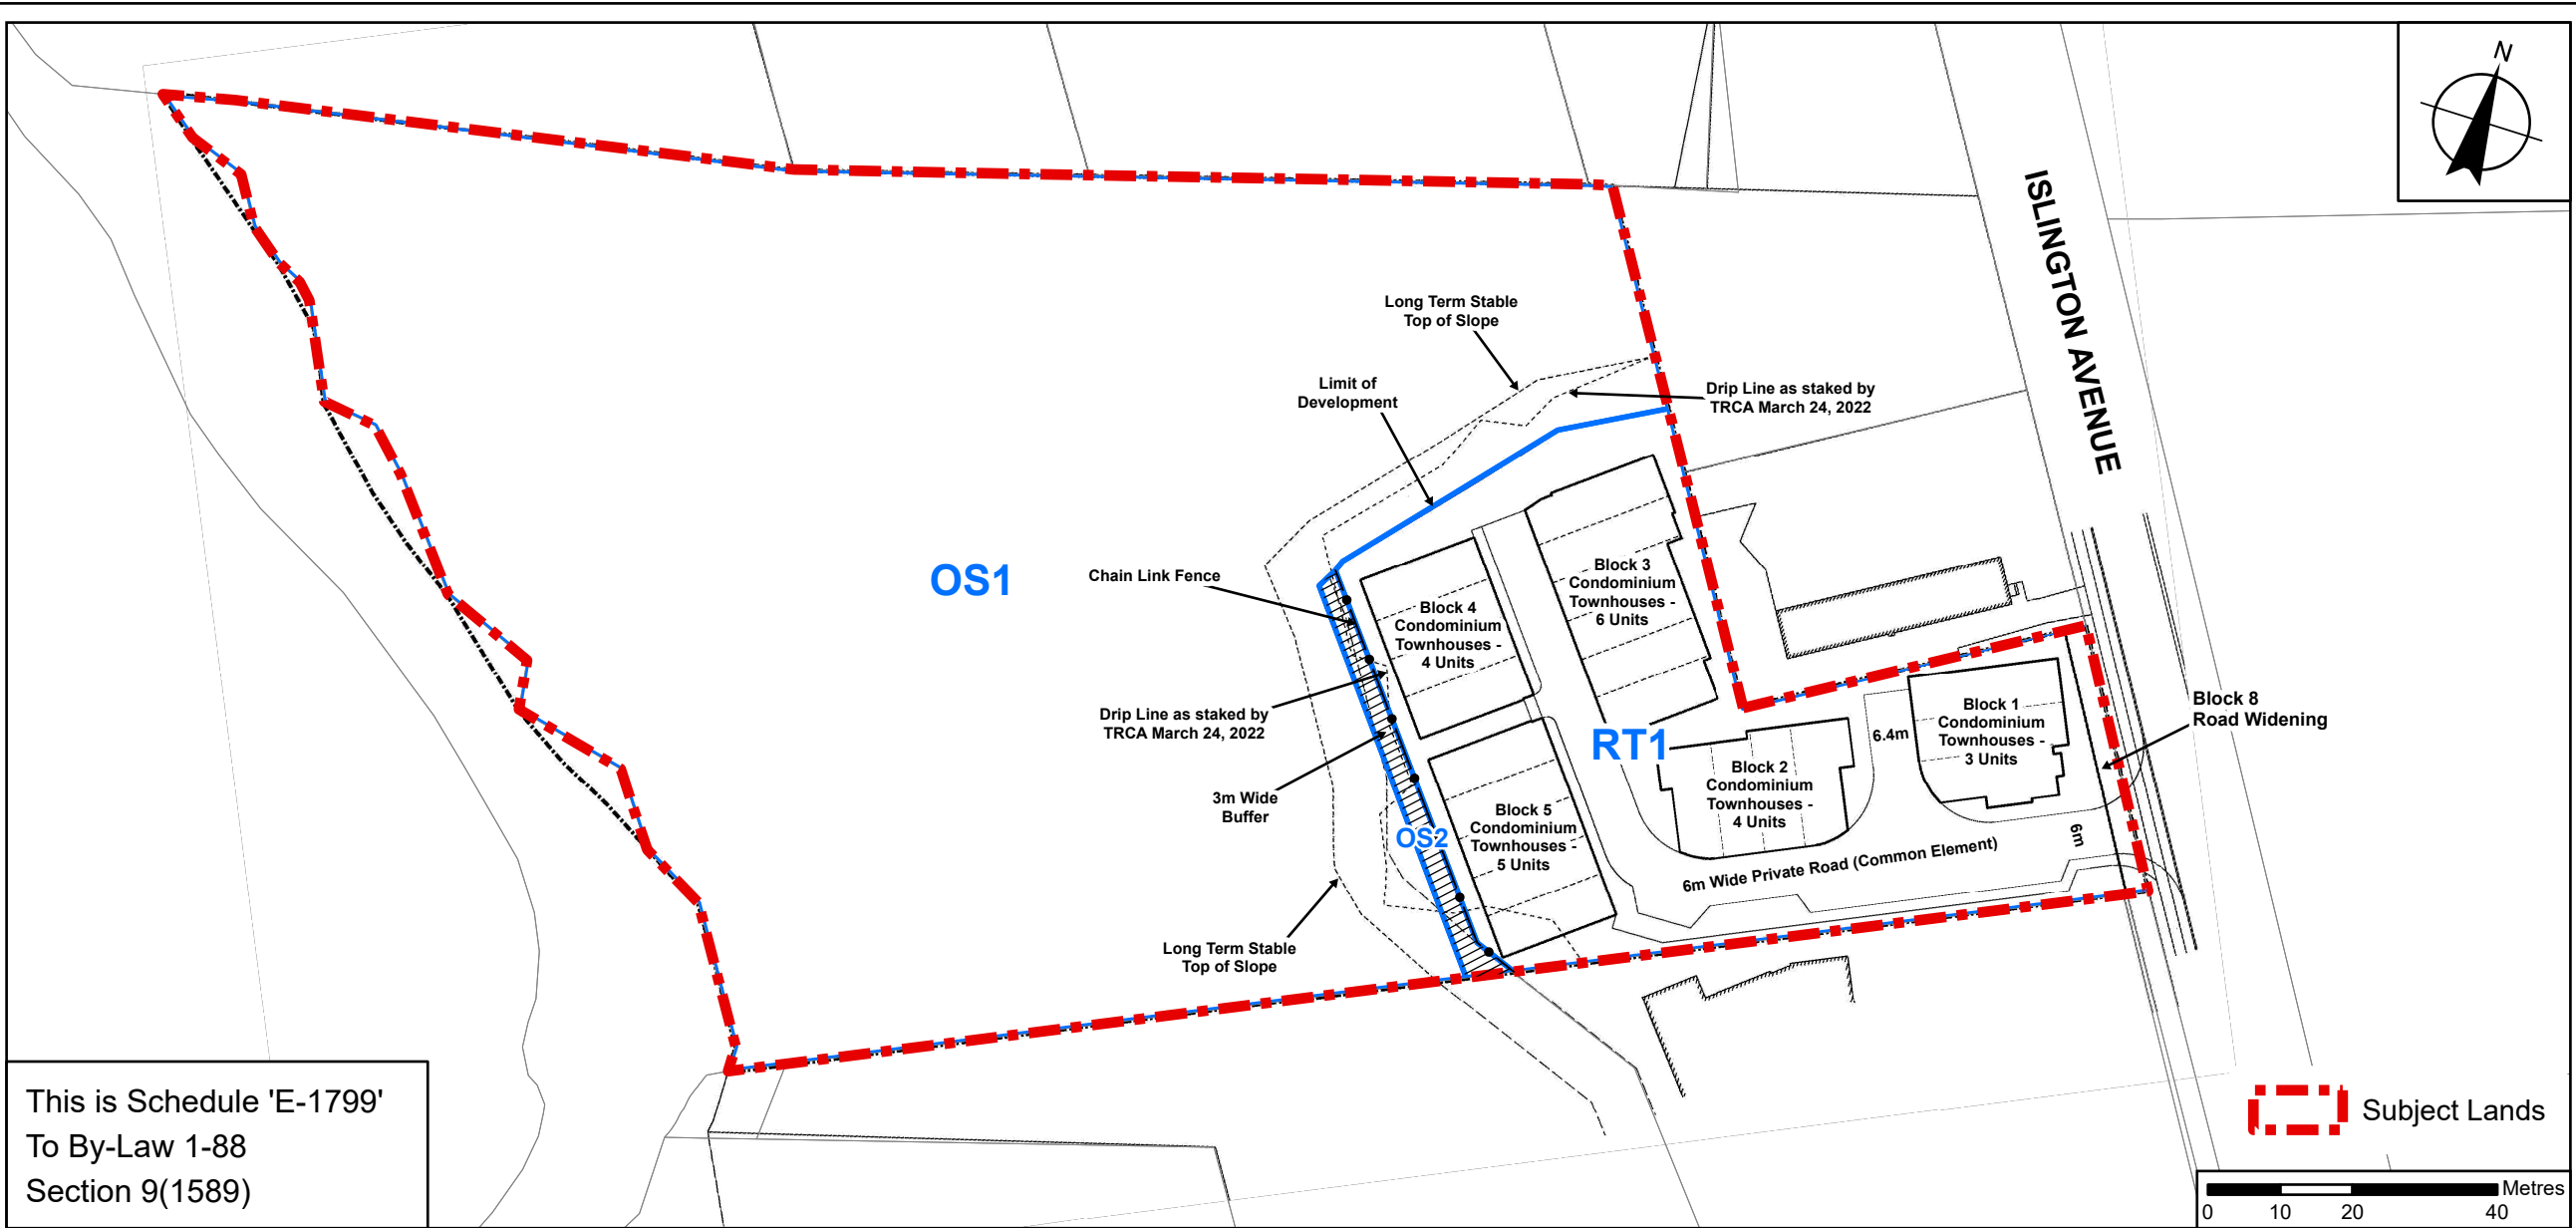 N
ISLINGTON AVENUE
Long Term Stable
Top of Slope
Limit of
Development
Drip Line as staked by
TRCA March 24, 2022
OS1
Chain Link Fence
Block 3
Condominium
Townhouses -
6 Units
Block 4
Condominium
Townhouses -
4 Units
Drip Line as staked by
TRCA March 24, 2022
RT1
6.4m
Block 1
Condominium
Townhouses -
3 Units
Block 8
Road Widening
Block 2
Condominium
Townhouses -
4 Units
3m Wide
Buffer
OS2
Block 5
Condominium
Townhouses -
5 Units
6m
6m Wide Private Road (Common Element)
Long Term Stable
Top of Slope
This is Schedule 'E-1799'
To By-Law 1-88
Section 9(1589)
Subject Lands
Metres
0 10 20 40